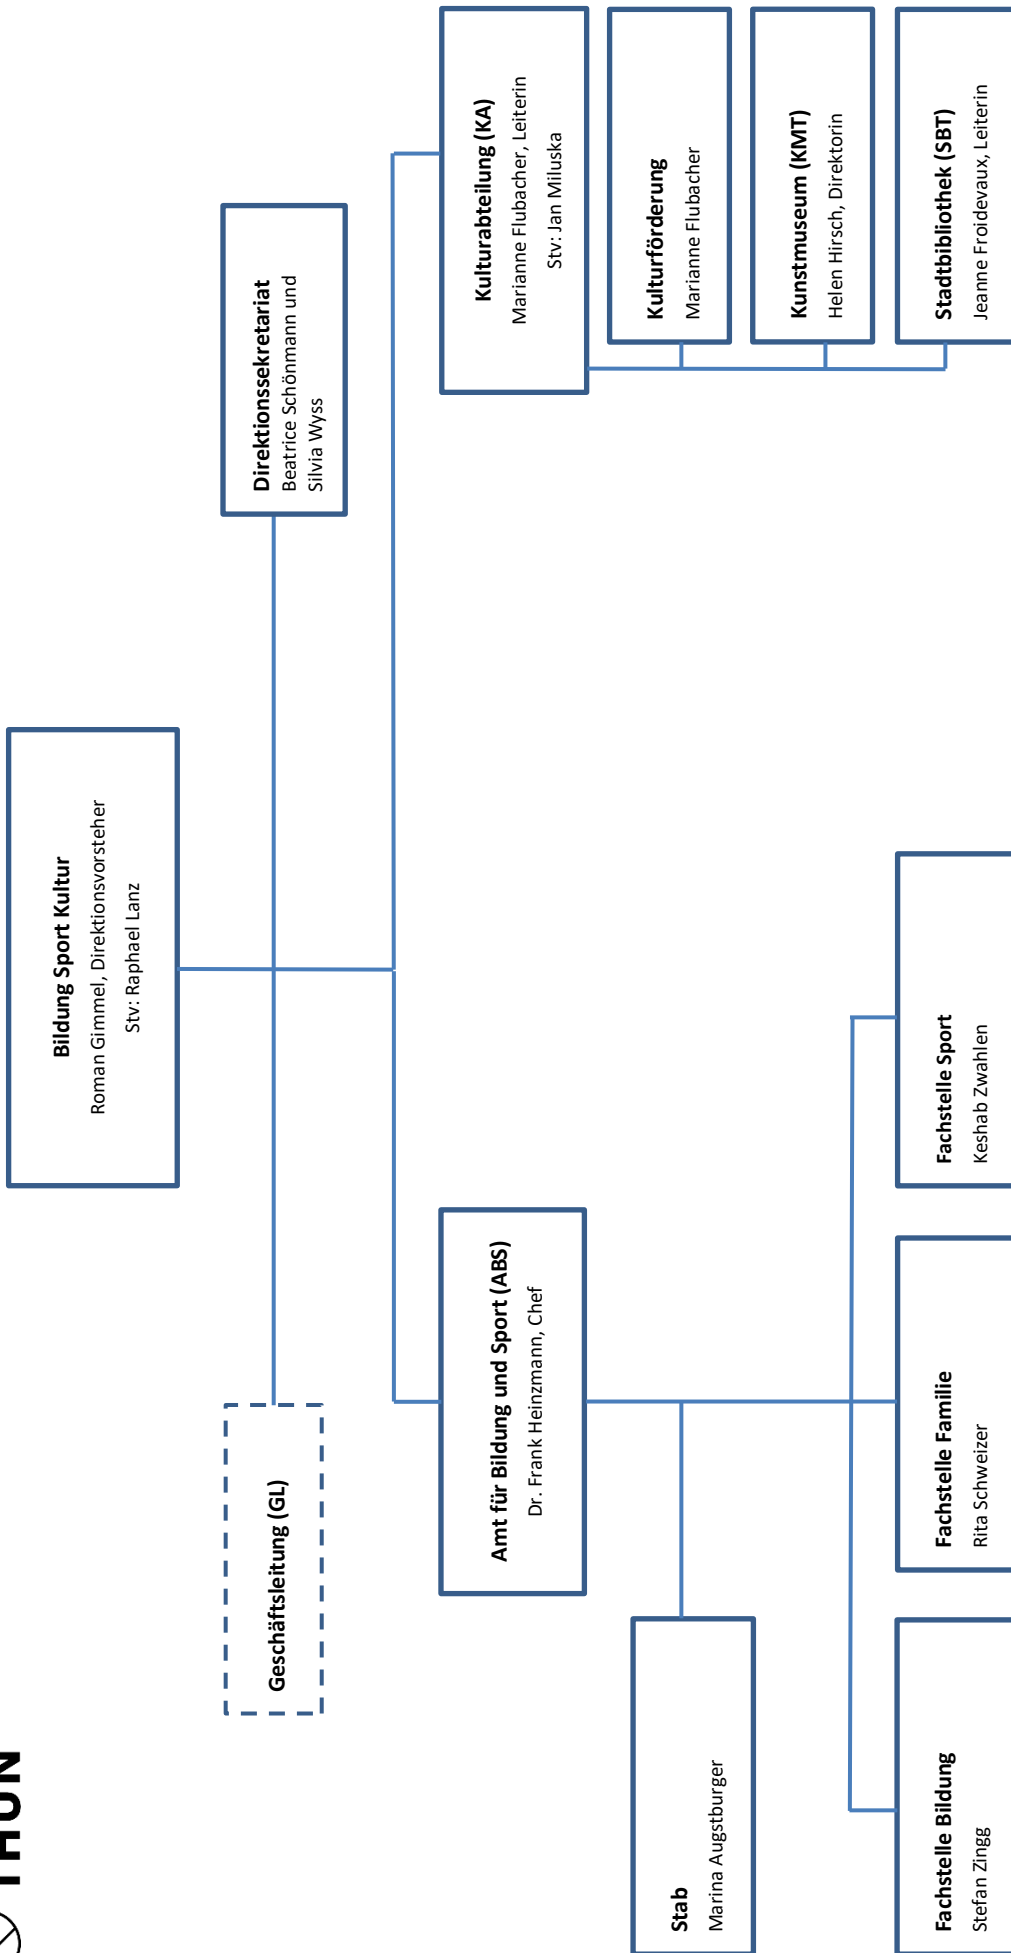 THUN
Bildung Sport Kultur
Roman Gimmel, Direktionsvorsteher
Stv: Raphael Lanz
Geschäftsleitung (GL)
Direktionssekretariat
Beatrice Schönmann und
Silvia Wyss
Amt für Bildung und Sport (ABS)
Dr. Frank Heinzmann, Chef
Kulturabteilung (KA)
Marianne Flubacher, Leiterin
Stv: Jan Miluska
Stab
Marina Augstburger
Kulturförderung
Marianne Flubacher
Kunstmuseum (KMT)
Helen Hirsch, Direktorin
Fachstelle Bildung
Stefan Zingg
Fachstelle Familie
Rita Schweizer
Fachstelle Sport
Keshab Zwahlen
Stadtbibliothek (SBT)
Jeanne Froidevaux, Leiterin